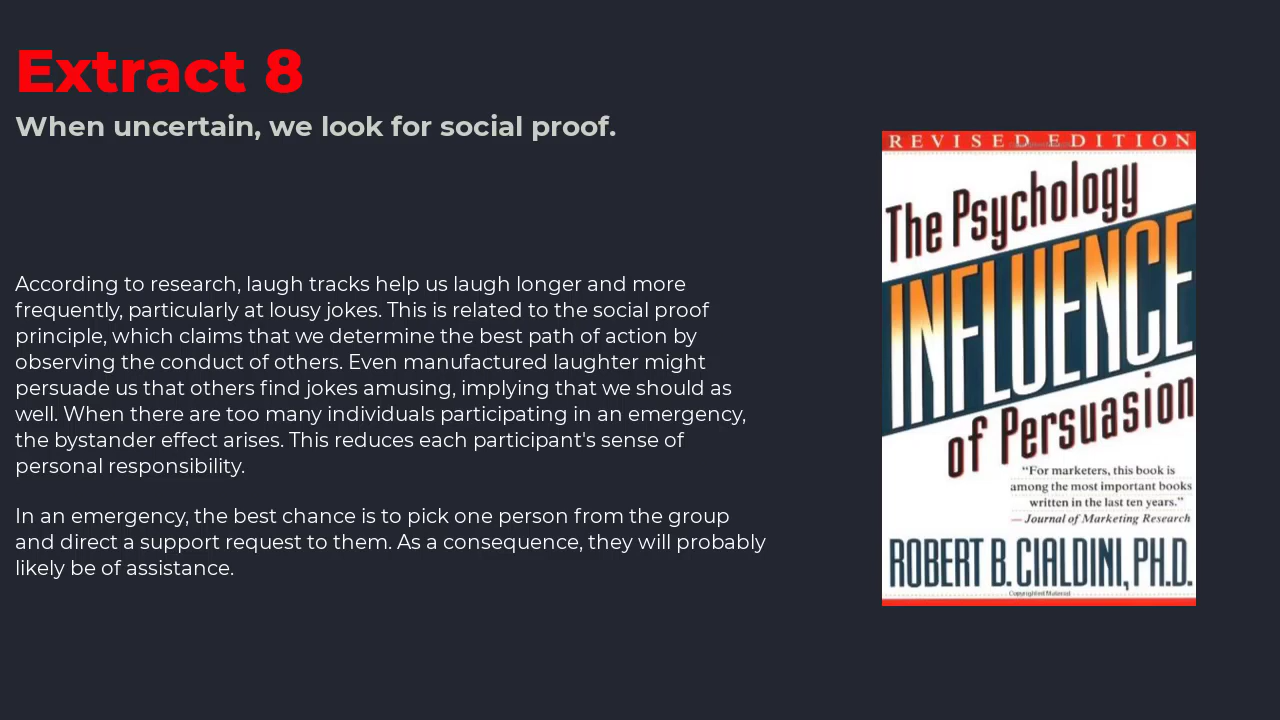 Extract 8
When uncertain, we look for social proof.
According to research, laugh tracks help us laugh longer and more
frequently, particularly at lousy jokes. This is related to the social proof
principle, which claims that we determine the best path of action by
observing the conduct of others. Even manufactured laughter might
persuade us that others find jokes amusing, implying that we should as
well. When there are too many individuals participating in an emergency,
the bystander effect arises. This reduces each participant's sense of
personal responsibility.
In an emergency, the best chance is to pick one person from the group
and direct a support request to them. As a consequence, they will probably
likely be of assistance.
REVISED EDITION
The Psychology
INFLUENCE
of Persuasion
“For marketers, this book is
among the most important books
written in the last ten years.”
— Journal of Marketing Research
ROBERT B. CIALDINI, PH.D.
Copyrighted Material